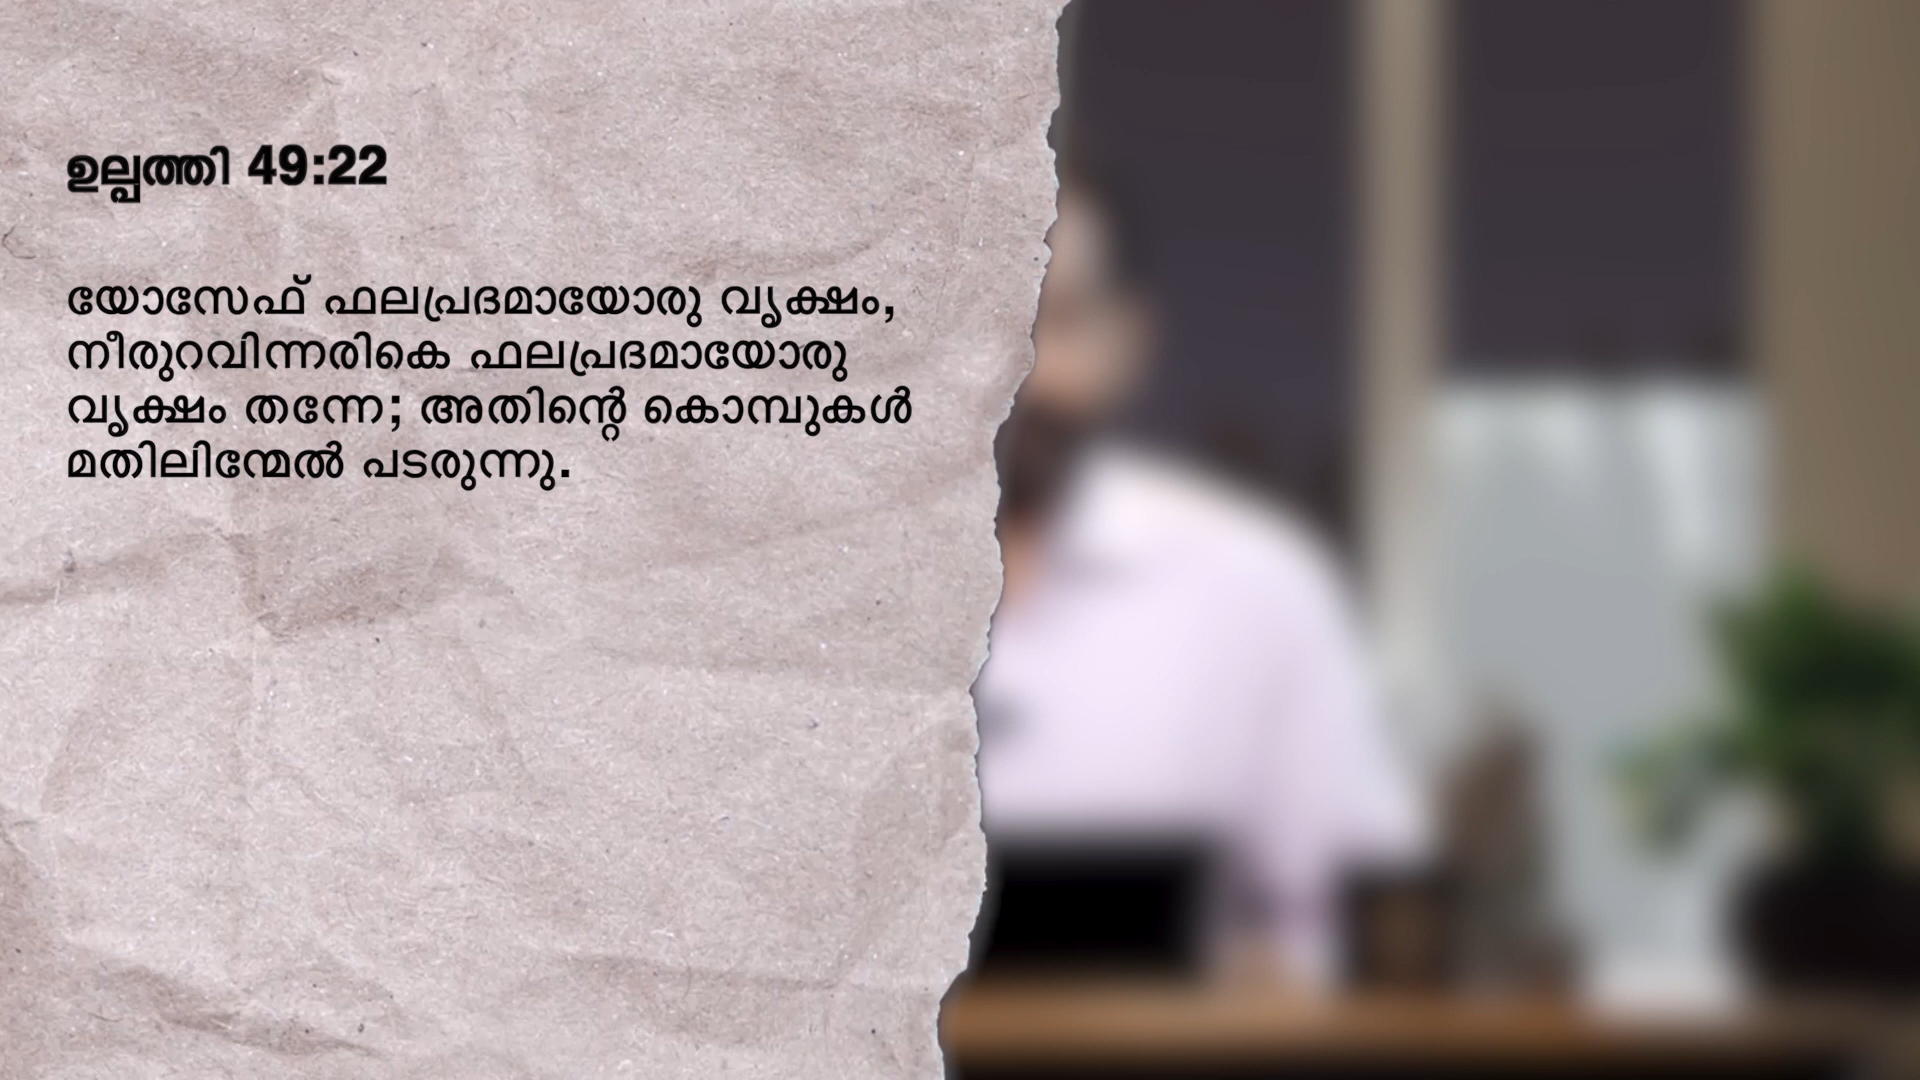 ഉല്പത്തി 49:22
യോസേഫ് ഫലപ്രദമായോരു വൃക്ഷം,
നീരുറവിന്നരികെ ഫലപ്രദമായോരു
വൃക്ഷം തന്നേ; അതിന്റെ കൊമ്പുകൾ
മതിലിന്മേൽ പടരുന്നു.